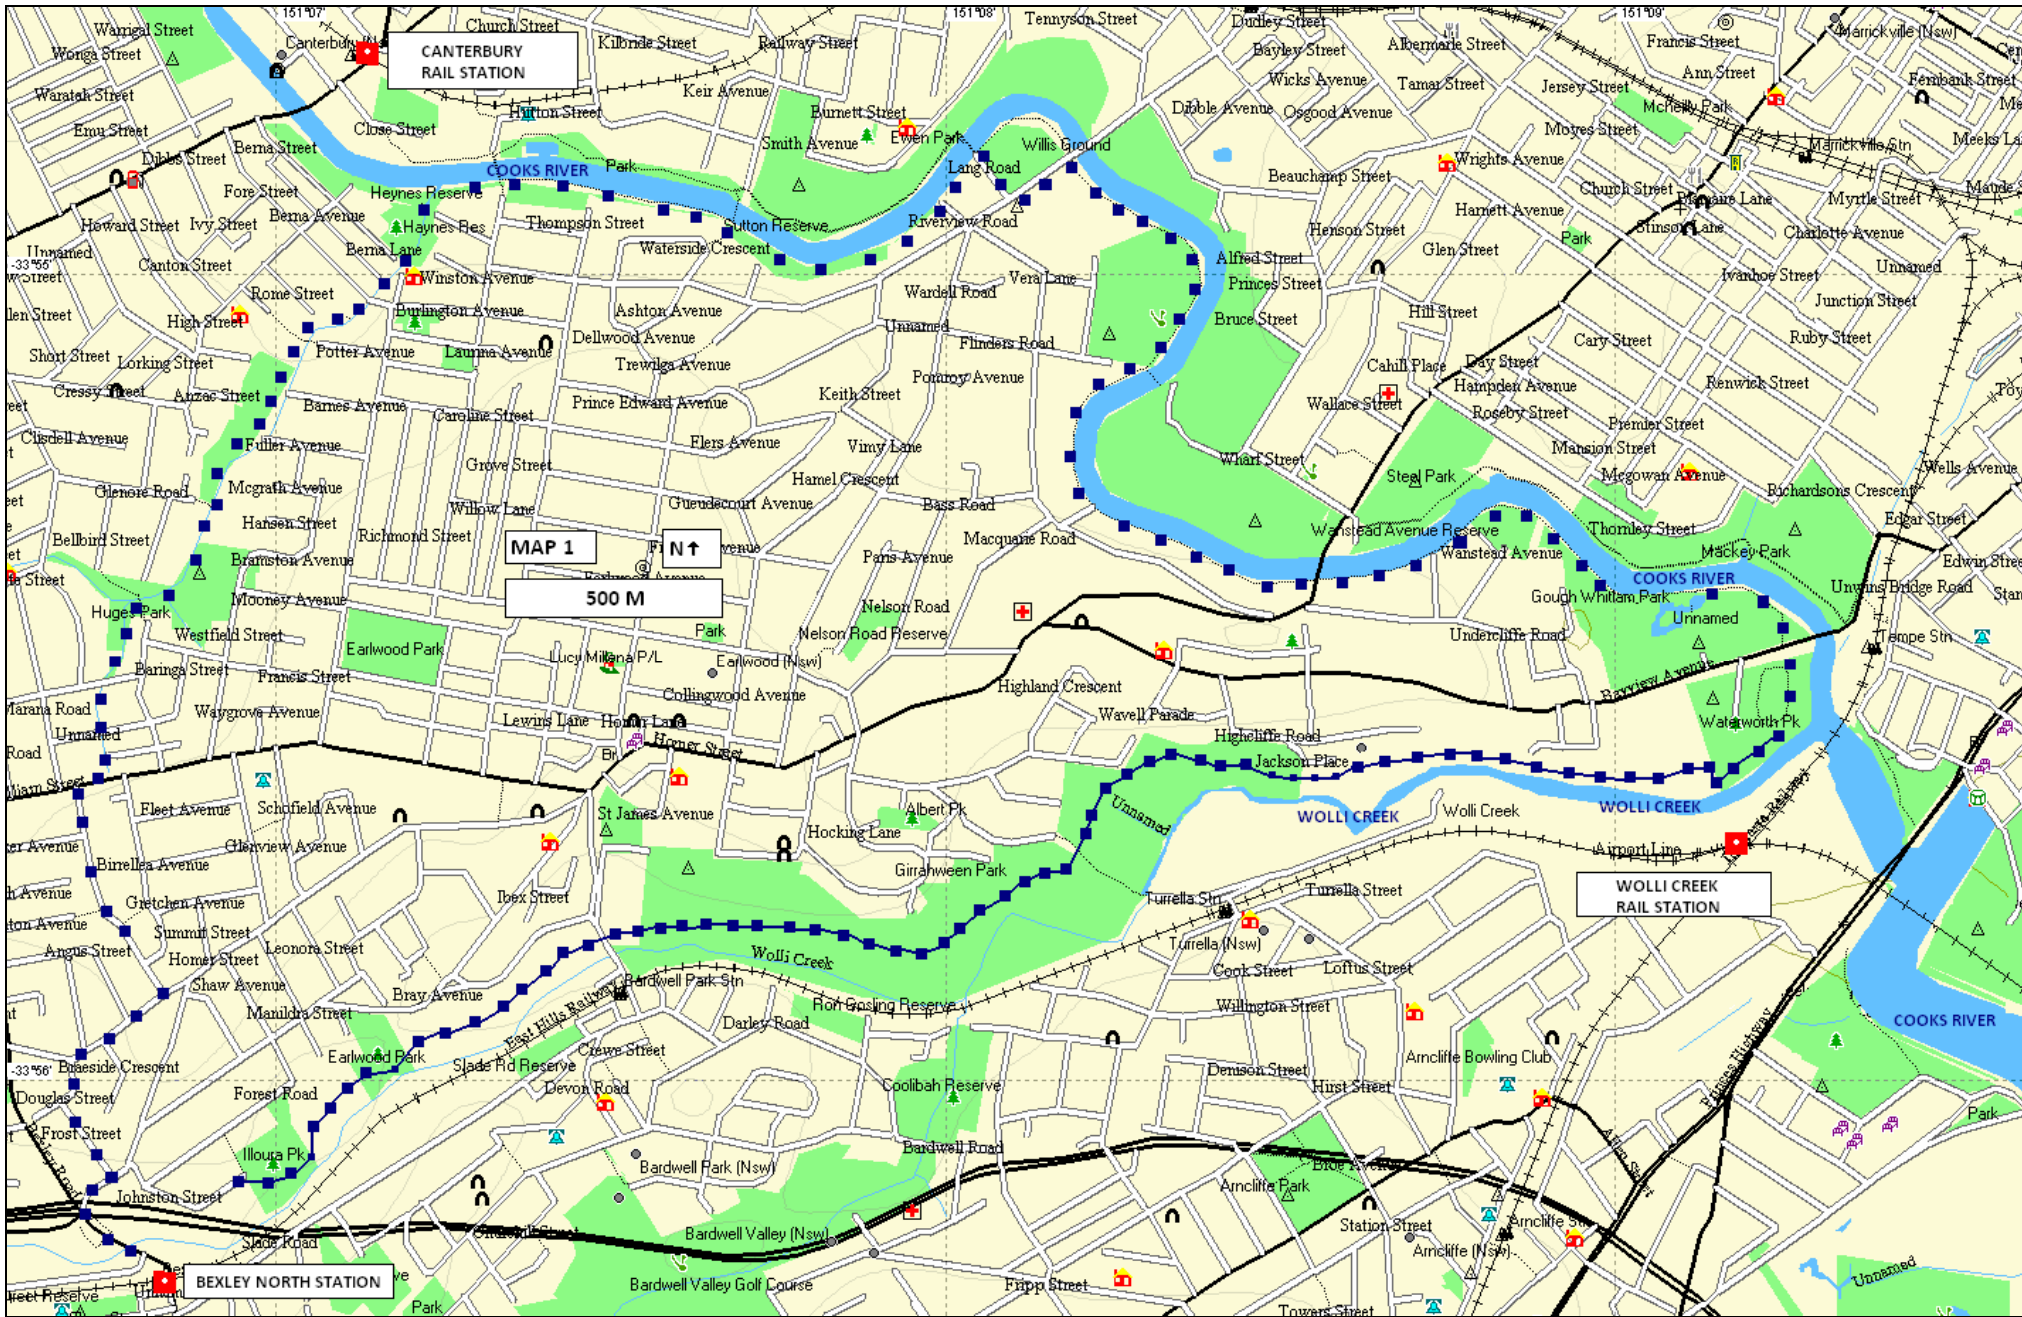 151°07'
151°08'
151°09'
Warrigal Street
Church Street
Tennyson Street
Dudley Street
Wonga Street
CANTERBURY
RAIL STATION
Kilbride Street
Railway Street
Bayley Street
Albermarle Street
Francis Street
Marrickville (Nsw)
Waratah Street
Keir Avenue
Wicks Avenue
Tamar Street
Jersey Street
Ann Street
Fernbank Street
Emu Street
Close Street
Hutton Street
Burnett Street
Dibble Avenue
Osgood Avenue
Mcneilly Park
Moyes Street
Meeks La
Berna Street
Smith Avenue
Ewen Park
Willis Ground
Wrights Avenue
Marrickville Stn
Dibbs Street
COOKS RIVER
Park
Lang Road
Beauchamp Street
Church Street
Fore Street
Heynes Reserve
Harnett Avenue
Myrtle Street
Howard Street
Ivy Street
Berna Avenue
Haynes Res
Thompson Street
Sutton Reserve
Riverview Road
Henson Street
Park
Stinson Lane
Charlotte Avenue
Unnamed
Berna Lane
Waterside Crescent
Glen Street
-33°55'
Canton Street
Winston Avenue
Vera Lane
Alfred Street
Ivanhoe Street
Unnamed
Rome Street
Wardell Road
Princes Street
Junction Street
High Street
Burlington Avenue
Ashton Avenue
Unnamed
Bruce Street
Hill Street
Short Street
Potter Avenue
Launna Avenue
Dellwood Avenue
Flinders Road
Cary Street
Ruby Street
Lorking Street
Trewilga Avenue
Pomroy Avenue
Cahill Place
Day Street
Cressy Street
Anzac Street
Barnes Avenue
Prince Edward Avenue
Keith Street
Hampden Avenue
Renwick Street
Caroline Street
Wallace Street
Roseby Street
Premier Street
Clisdell Avenue
Fuller Avenue
Flers Avenue
Vimy Lane
Mansion Street
Grove Street
Wharf Street
Steel Park
Mcgowan Avenue
Wells Avenue
Glenore Road
Mcgrath Avenue
Hamel Crescent
Richardsons Crescent
Willow Lane
Gueudecourt Avenue
Bass Road
Hansen Street
Richmond Street
Wanstead Avenue Reserve
Thornley Street
Edgar Street
Bellbird Street
MAP 1
N↑
Macquarie Road
Wanstead Avenue
Mackey Park
Bramston Avenue
Paris Avenue
COOKS RIVER
Edwin Stree
500 M
Gough Whitlam Park
Unwins Bridge Road
Huges Park
Mooney Avenue
Nelson Road
Unnamed
Westfield Street
Park
Nelson Road Reserve
Undercliffe Road
Tempe Stn
Earlwood Park
Lucy Millena P/L
Earlwood (Nsw)
Baringa Street
Francis Street
Collingwood Avenue
Highland Crescent
Bayview Avenue
Marana Road
Waygrove Avenue
Lewins Lane
Homer Lane
Wavell Parade
Waterworth Pk
Unnamed
Homer Street
Highcliffe Road
Jackson Place
Fleet Avenue
Schofield Avenue
St James Avenue
Albert Pk
Unnamed
WOLLI CREEK
Wolli Creek
WOLLI CREEK
Hocking Lane
Glenview Avenue
Airport Line
Birrellea Avenue
Girrahween Park
WOLLI CREEK
RAIL STATION
Ibex Street
Turrella Stn
Turrella Street
Gretchen Avenue
Summit Street
Angus Street
Leonora Street
Wolli Creek
Turrella (Nsw)
Homer Street
Cook Street
Loftus Street
Shaw Avenue
Bray Avenue
Bardwell Park Stn
Ron Gosling Reserve
Willington Street
Manildra Street
East Hills Railway
Darley Road
COOKS RIVER
Earlwood Park
Crewe Street
-33°56'
Braeside Crescent
Slade Rd Reserve
Arncliffe Bowling Club
Princes Highway
Douglas Street
Forest Road
Devon Road
Coolibah Reserve
Denison Street
Hirst Street
Park
Frost Street
Bexley Road
Illoura Pk
Bardwell Road
Allen Street
Johnston Street
Bardwell Park (Nsw)
Arncliffe Park
Slade Road
Bardwell Valley (Nsw)
Station Street
Arncliffe (Nsw)
BEXLEY NORTH STATION
Bardwell Valley Golf Course
Fripp Street
Unnamed
Park
Towers Street